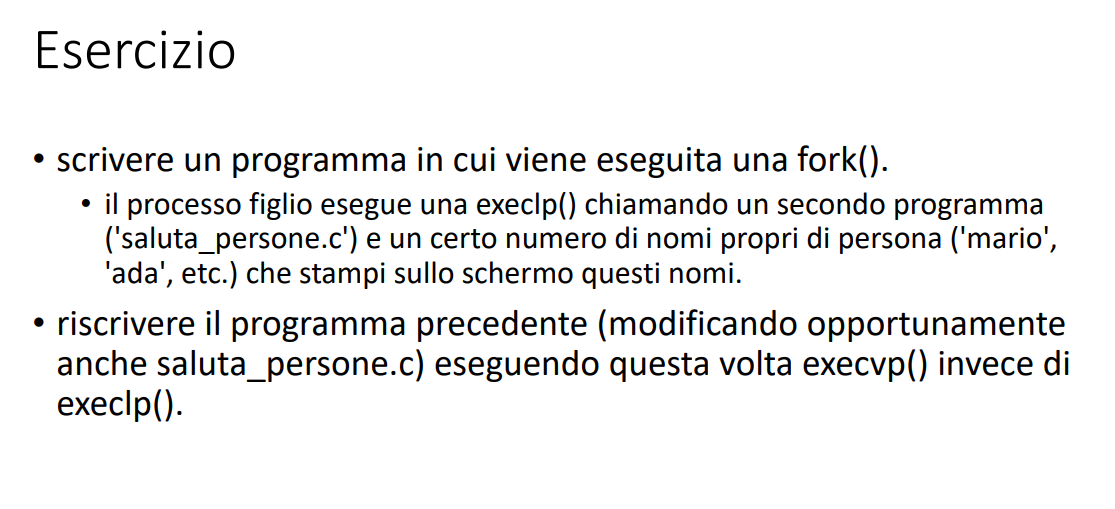 Esercizio
• scrivere un programma in cui viene eseguita una fork().
• il processo figlio esegue una execlp() chiamando un secondo programma
('saluta_persone.c') e un certo numero di nomi propri di persona ('mario',
'ada', etc.) che stampi sullo schermo questi nomi.
• riscrivere il programma precedente (modificando opportunamente
anche saluta_persone.c) eseguendo questa volta execvp() invece di
execlp().